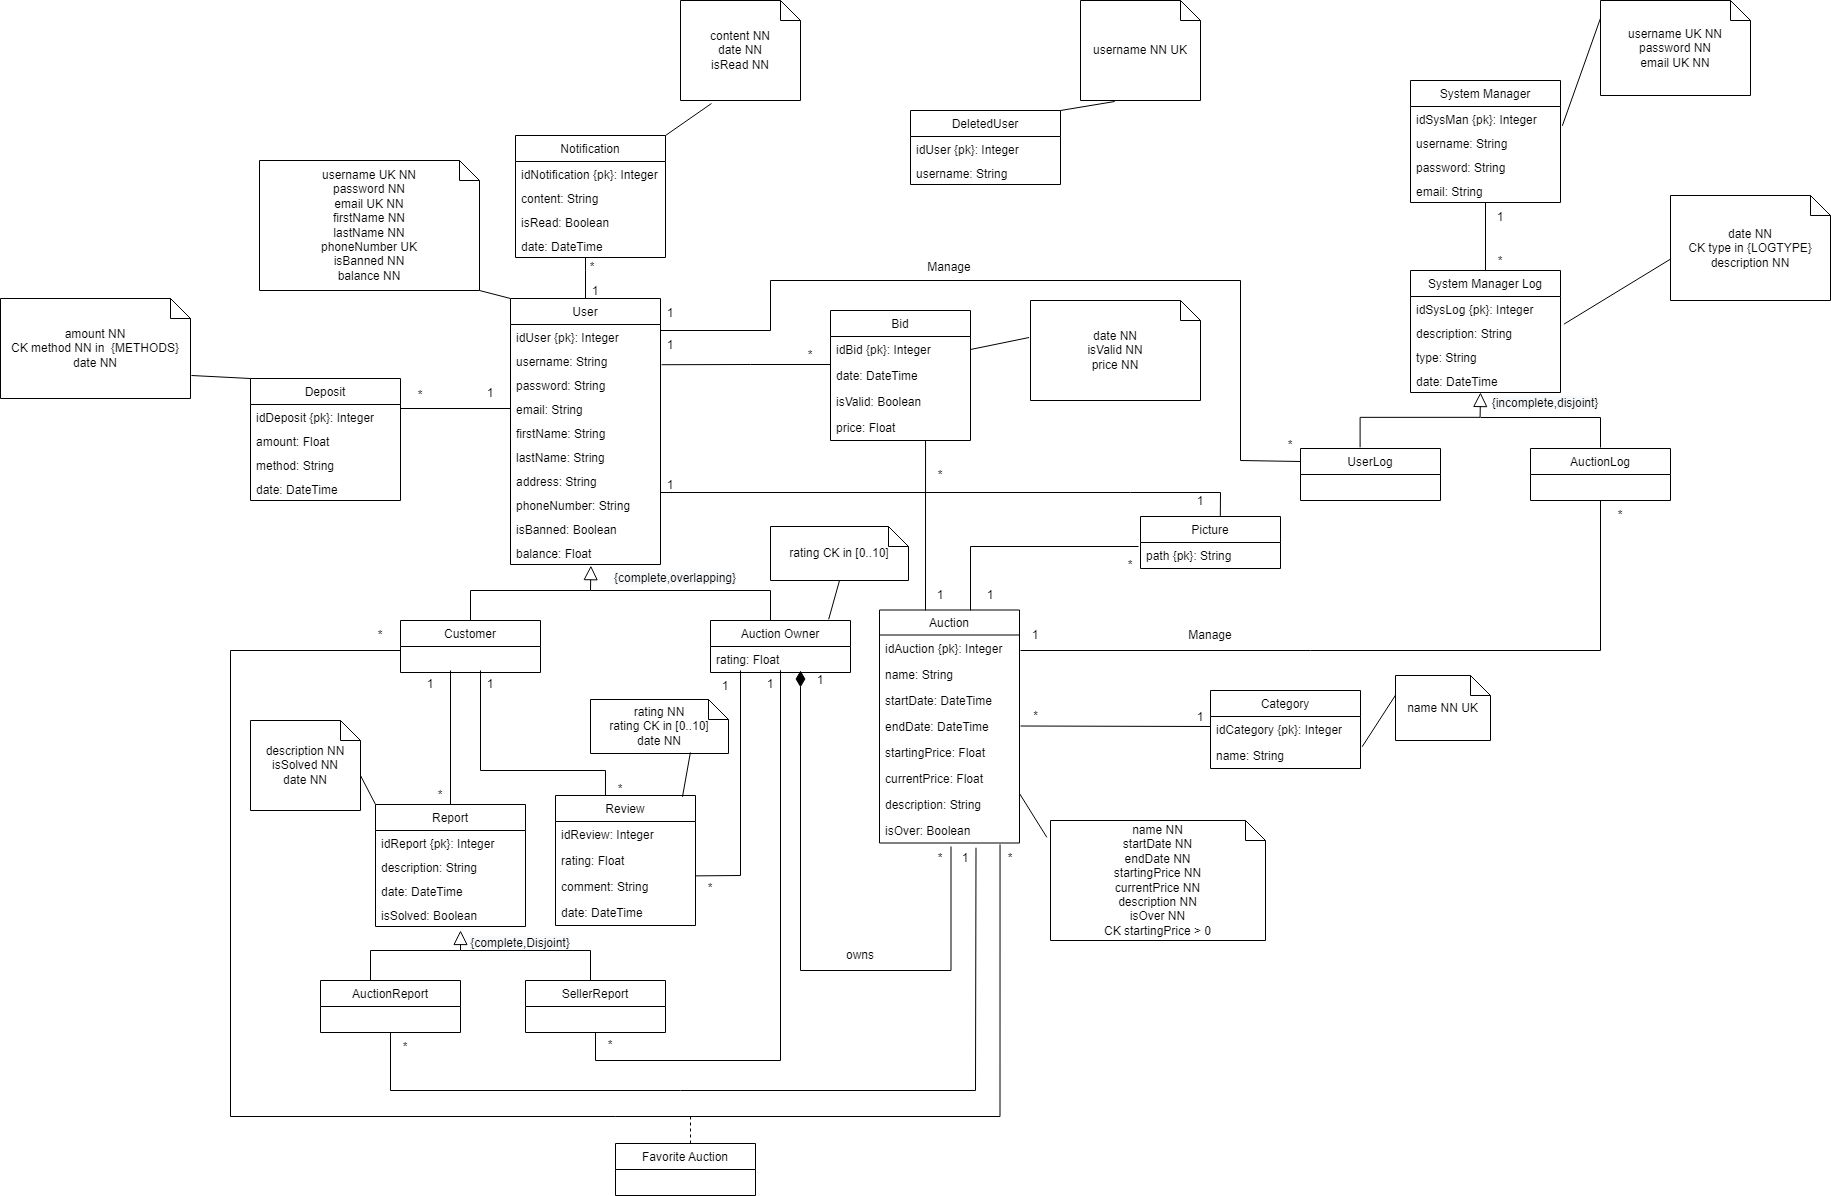 content NN
date NN
isRead NN
username NN UK
username UK NN
password NN
email UK NN
System Manager
idSysMan {pk}: Integer
username: String
password: String
email: String
1
*
DeletedUser
idUser {pk}: Integer
username: String
Notification
idNotification {pk}: Integer
content: String
isRead: Boolean
date: DateTime
*
1
username UK NN
password NN
email UK NN
firstName NN
lastName NN
phoneNumber UK
isBanned NN
balance NN
date NN
CK type in {LOGTYPE}
description NN
Manage
System Manager Log
idSysLog {pk}: Integer
description: String
type: String
date: DateTime
{incomplete,disjoint}
amount NN
CK method NN in {METHODS}
date NN
Deposit
idDeposit {pk}: Integer
amount: Float
method: String
date: DateTime
*
1
User
idUser {pk}: Integer
username: String
password: String
email: String
firstName: String
lastName: String
address: String
phoneNumber: String
isBanned: Boolean
balance: Float
1
1
*
1
Bid
idBid {pk}: Integer
date: DateTime
isValid: Boolean
price: Float
date NN
isValid NN
price NN
*
*
UserLog
AuctionLog
*
1
Picture
path {pk}: String
*
rating CK in [0..10]
{complete,overlapping}
1
1
Customer
*
Auction Owner
rating: Float
Auction
idAuction {pk}: Integer
name: String
startDate: DateTime
endDate: DateTime
startingPrice: Float
currentPrice: Float
description: String
isOver: Boolean
1
Manage
1
1
1
1
1
*
1
Category
idCategory {pk}: Integer
name: String
name NN UK
rating NN
rating CK in [0..10]
date NN
description NN
isSolved NN
date NN
*
*
Report
idReport {pk}: Integer
description: String
date: DateTime
isSolved: Boolean
Review
idReview: Integer
rating: Float
comment: String
date: DateTime
*
*
1
*
name NN
startDate NN
endDate NN
startingPrice NN
currentPrice NN
description NN
isOver NN
CK startingPrice > 0
{complete,Disjoint}
owns
AuctionReport
SellerReport
*
*
Favorite Auction